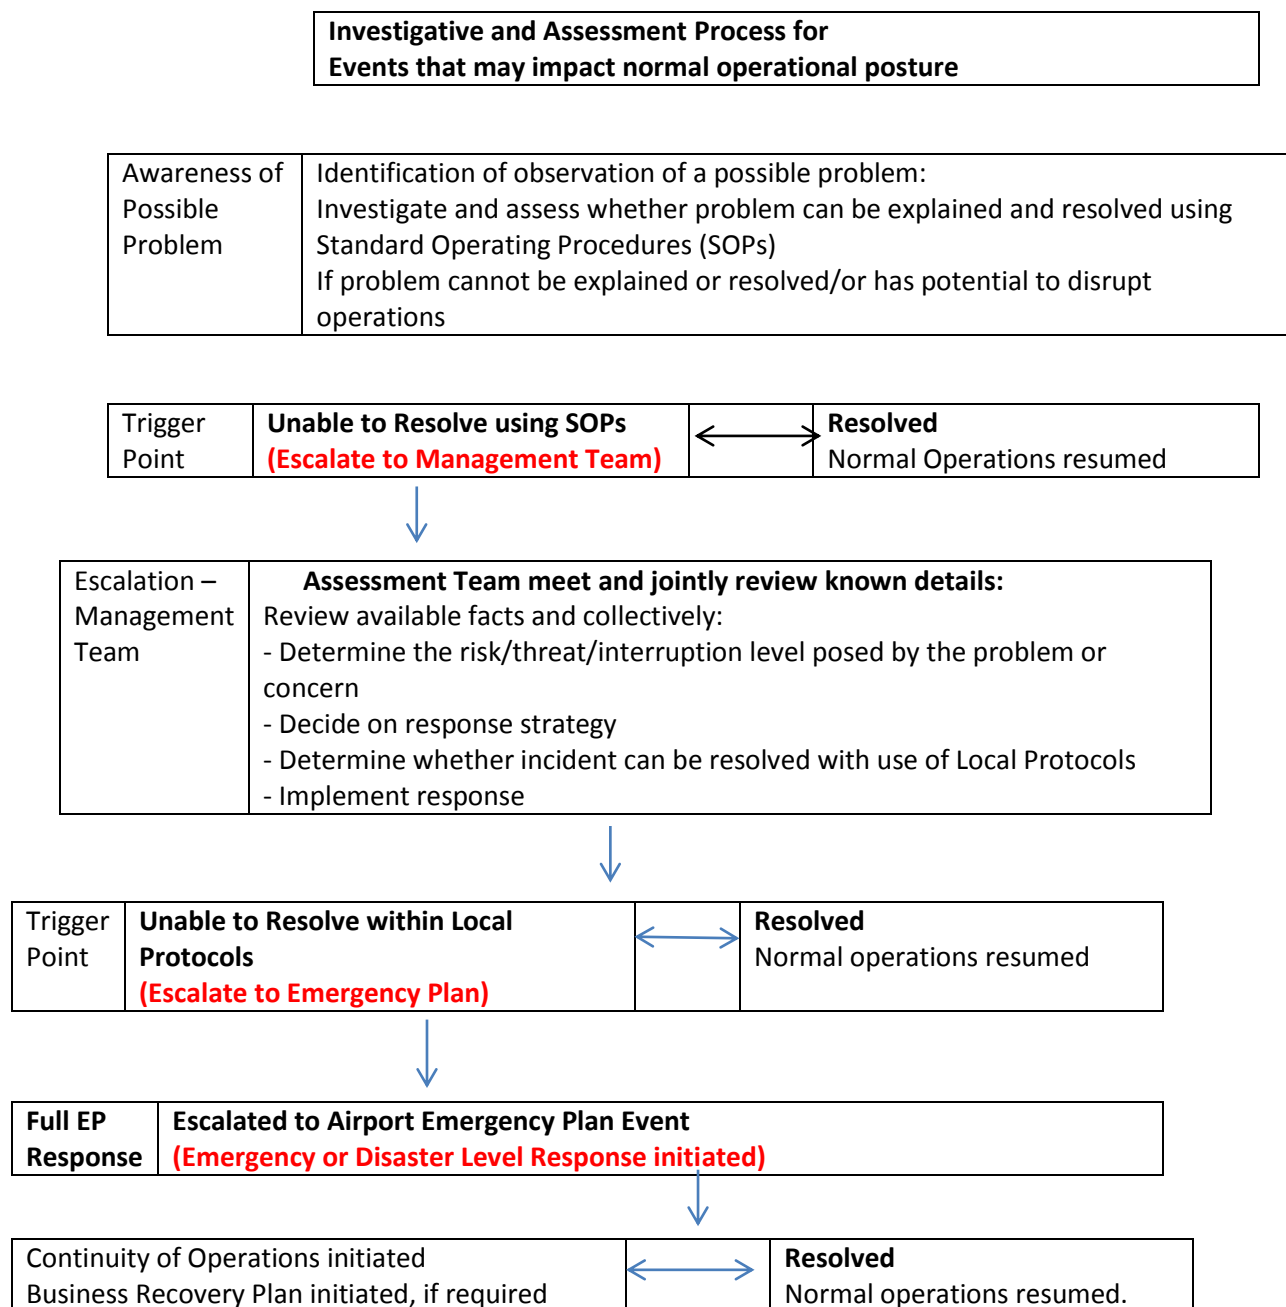 Investigative and Assessment Process for
Events that may impact normal operational posture
Awareness of
Possible
Problem
Identification of observation of a possible problem:
Investigate and assess whether problem can be explained and resolved using
Standard Operating Procedures (SOPs)
If problem cannot be explained or resolved/or has potential to disrupt
operations
Trigger
Point
Unable to Resolve using SOPs
(Escalate to Management Team)
Resolved
Normal Operations resumed
Escalation –
Management
Team
Assessment Team meet and jointly review known details:
Review available facts and collectively:
- Determine the risk/threat/interruption level posed by the problem or
concern
- Decide on response strategy
- Determine whether incident can be resolved with use of Local Protocols
- Implement response
Trigger
Point
Unable to Resolve within Local
Protocols
(Escalate to Emergency Plan)
Resolved
Normal operations resumed
Full EP
Response
Escalated to Airport Emergency Plan Event
(Emergency or Disaster Level Response initiated)
Continuity of Operations initiated
Business Recovery Plan initiated, if required
Resolved
Normal operations resumed.